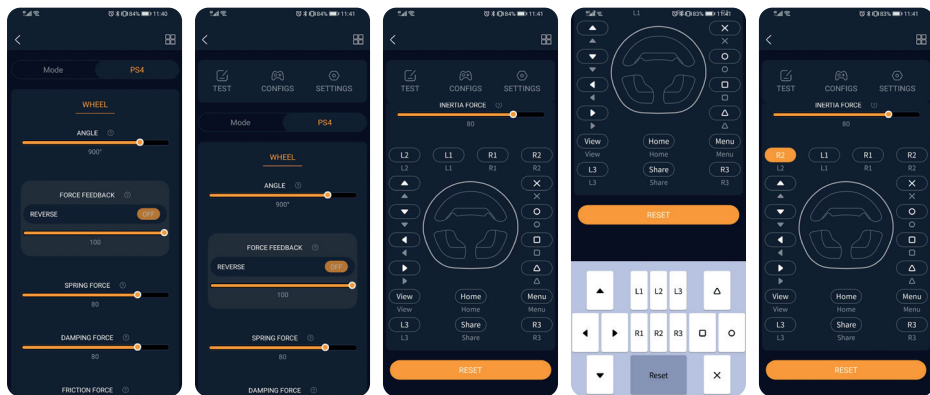 84% 11:40
Mode PS4
WHEEL
ANGLE
900°
FORCE FEEDBACK
REVERSE OFF
100
SPRING FORCE
80
DAMPING FORCE
80
FRICTION FORCE
84% 11:41
TEST CONFIGS SETTINGS
Mode PS4
WHEEL
ANGLE
900°
FORCE FEEDBACK
REVERSE OFF
100
SPRING FORCE
80
DAMPING FORCE
84% 11:41
TEST CONFIGS SETTINGS
INERTIA FORCE
80
L2 L1 R1 R2
L2 L1 R1 R2
View Home Menu
View Home Menu
L3 Share R3
L3 Share R3
RESET
L1
83% 11:41
View Home Menu
View Home Menu
L3 Share R3
L3 Share R3
RESET
L1 L2 L3
R1 R2 R3
Reset
83% 11:41
TEST CONFIGS SETTINGS
INERTIA FORCE
80
R2 L1 R1 R2
L2 L1 R1 R2
View Home Menu
View Home Menu
L3 Share R3
L3 Share R3
RESET